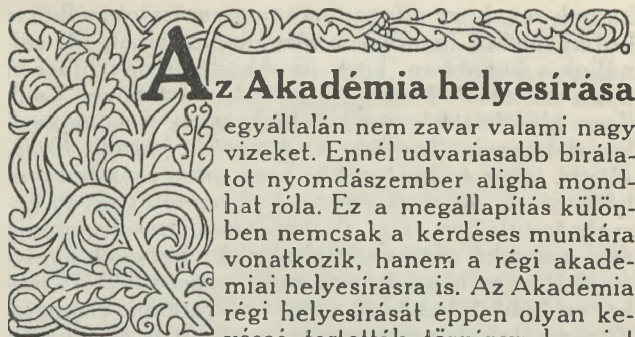 Az Akadémia helyesírása
egyáltalán nem zavar valami nagy
vizeket. Ennél udvariasabb bírála-
tot nyomdászember aligha mond-
hat róla. Ez a megállapítás külön-
ben nemcsak a kérdéses munkára
vonatkozik, hanem a régi akadé-
miai helyesírásra is. Az Akadémia
régi helyesírását éppen olyan ke-